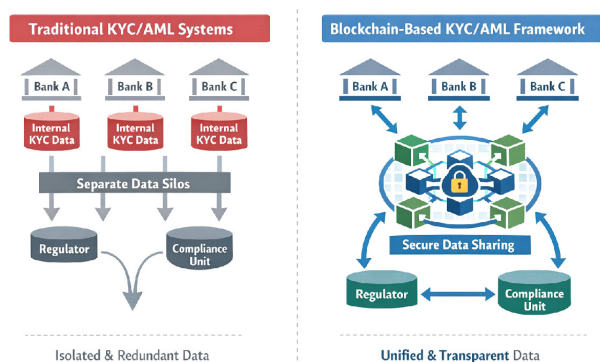 Traditional KYC/AML Systems
Bank A
Bank B
Bank C
Internal
KYC Data
Internal
KYC Data
Internal
KYC Data
Separate Data Silos
Regulator
Compliance
Unit
Isolated & Redundant Data
Blockchain-Based KYC/AML Framework
Bank A
Bank B
Bank C
Secure Data Sharing
Regulator
Compliance
Unit
Unified & Transparent Data